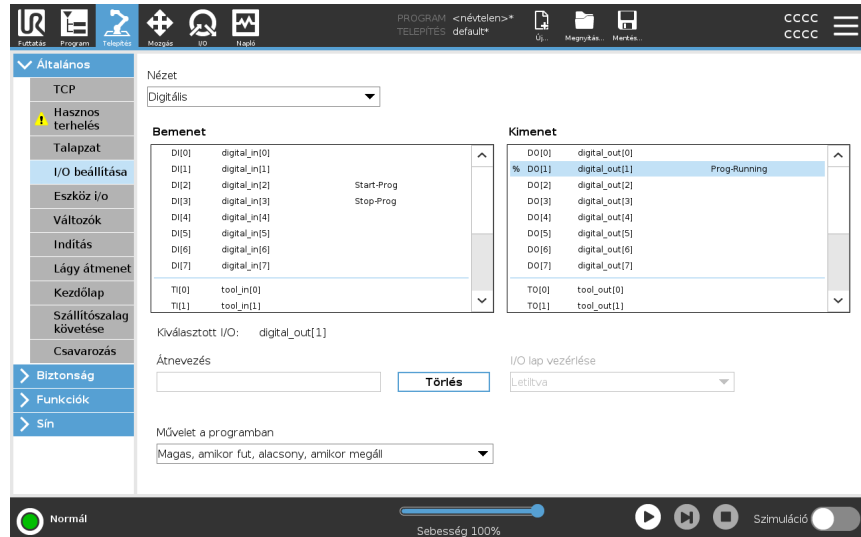 PROGRAM <névtelen>*
TELEPÍTÉS default*
CCCC
CCCC
Futtatás Program Telepítés Mozgás I/O Napló Új... Megnyitás... Mentés...
Általános
TCP
Hasznos
terhelés
Talapzat
I/O beállítása
Eszköz i/o
Változók
Indítás
Lágy átmenet
Kezdőlap
Szállítószalag
követése
Csavarozás
Biztonság
Funkciók
Sín
Nézet
Digitális
Bemenet
DI[0] digital_in[0]
DI[1] digital_in[1]
DI[2] digital_in[2] Start-Prog
DI[3] digital_in[3] Stop-Prog
DI[4] digital_in[4]
DI[5] digital_in[5]
DI[6] digital_in[6]
DI[7] digital_in[7]
TI[0] tool_in[0]
TI[1] tool_in[1]
Kimenet
DO[0] digital_out[0]
% DO[1] digital_out[1] Prog-Running
DO[2] digital_out[2]
DO[3] digital_out[3]
DO[4] digital_out[4]
DO[5] digital_out[5]
DO[6] digital_out[6]
DO[7] digital_out[7]
TO[0] tool_out[0]
TO[1] tool_out[1]
Kiválasztott I/O: digital_out[1]
Átnevezés
Törlés
I/O lap vezérlése
Letiltva
Művelet a programban
Magas, amikor fut, alacsony, amikor megáll
Normál
Sebesség 100%
Szimuláció